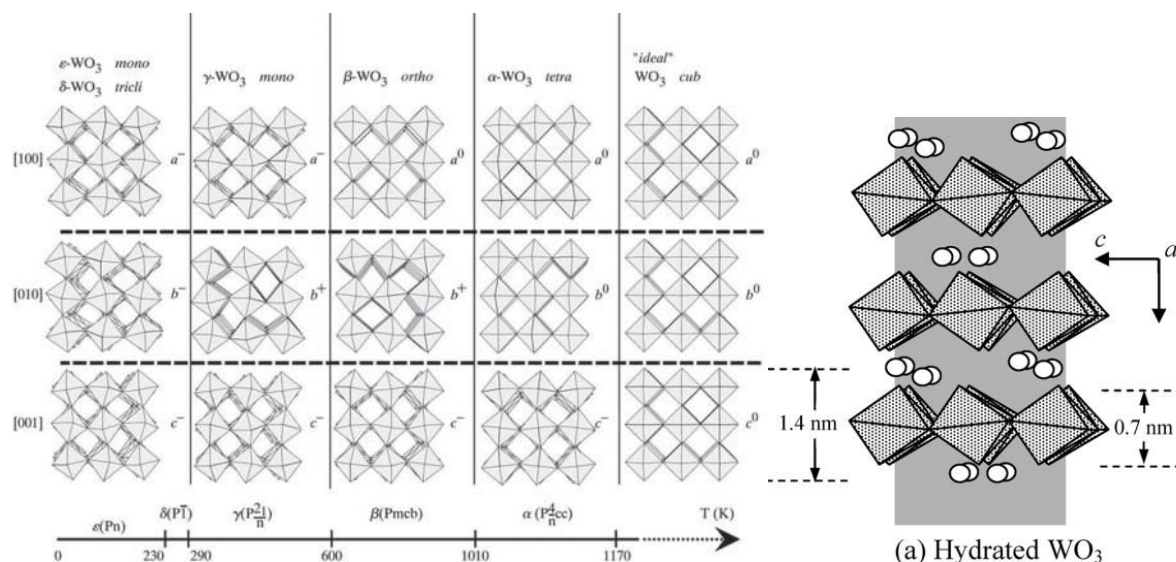 ε-WO3 mono
δ-WO3 tricli
γ-WO3 mono
β-WO3 ortho
α-WO3 tetra
"ideal"
WO3 cub
[100] a⁻ a⁻ a⁰ a⁰ a⁰
[010] b⁻ b⁺ b⁺ b⁰ b⁰
[001] c⁻ c⁻ c⁻ c⁻ c⁰
ε(Pn) δ(P1̄) γ(P21/n) β(Pmcb) α(P4/ncc) T (K)
0 230 290 600 1010 1170
c
a
1.4 nm
0.7 nm
(a) Hydrated WO3